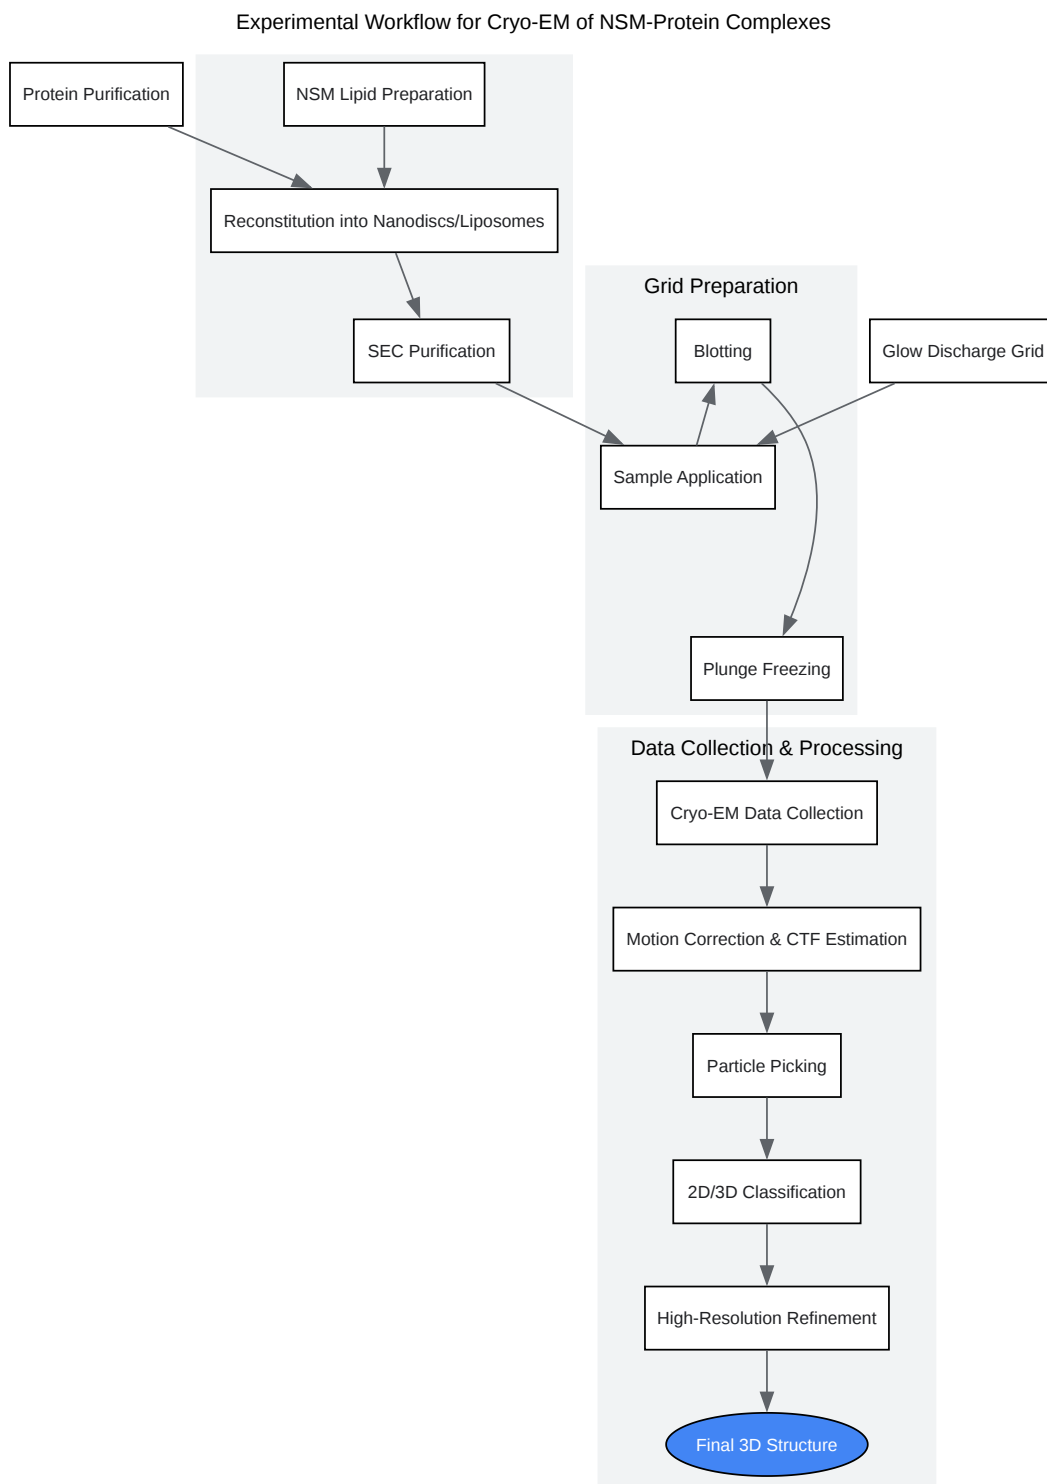 Experimental Workflow for Cryo-EM of NSM-Protein Complexes
Protein Purification
NSM Lipid Preparation
Reconstitution into Nanodiscs/Liposomes
SEC Purification
Grid Preparation
Blotting
Glow Discharge Grid
Sample Application
Plunge Freezing
Data Collection & Processing
Cryo-EM Data Collection
Motion Correction & CTF Estimation
Particle Picking
2D/3D Classification
High-Resolution Refinement
Final 3D Structure